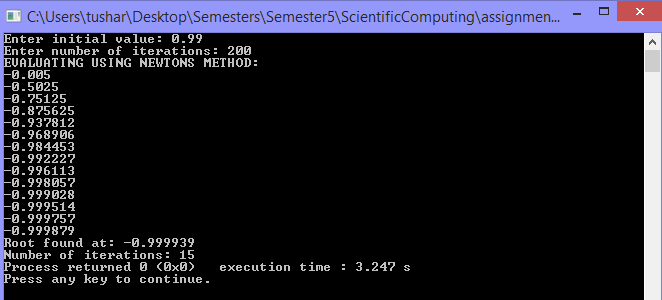 C:\Users\tushar\Desktop\Semesters\Semester5\ScientificComputing\assignmen...
Enter initial value: 0.99
Enter number of iterations: 200
EVALUATING USING NEWTONS METHOD:
-0.005
-0.5025
-0.75125
-0.875625
-0.937812
-0.968906
-0.984453
-0.992227
-0.996113
-0.998057
-0.999028
-0.999514
-0.999757
-0.999879
Root found at: -0.999939
Number of iterations: 15
Process returned 0 (0x0)   execution time : 3.247 s
Press any key to continue.